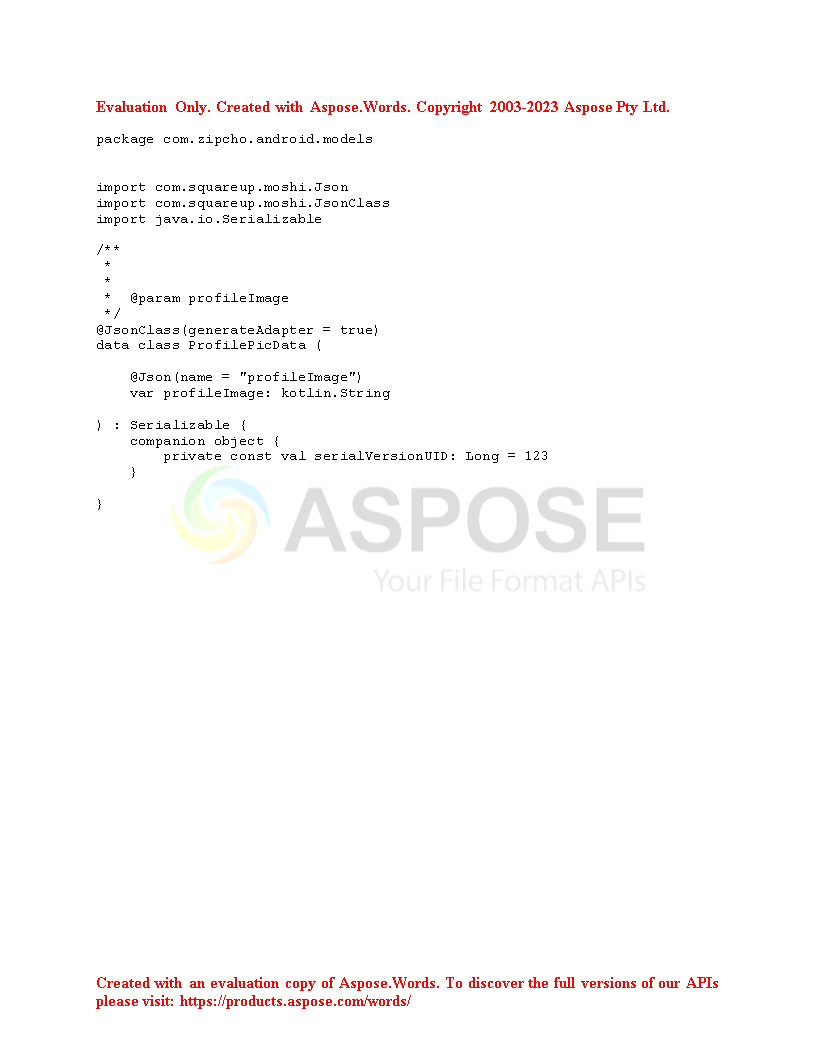 Evaluation Only. Created with Aspose.Words. Copyright 2003-2023 Aspose Pty Ltd.
package com.zipcho.android.models
import com.squareup.moshi.Json
import com.squareup.moshi.JsonClass
import java.io.Serializable
/**
 *
 *
 *  @param profileImage
 */
@JsonClass(generateAdapter = true)
data class ProfilePicData (
    @Json(name = "profileImage")
    var profileImage: kotlin.String
) : Serializable {
    companion object {
        private const val serialVersionUID: Long = 123
    }
}
ASPOSE
Your File Format APIs
Created with an evaluation copy of Aspose.Words. To discover the full versions of our APIs
please visit: https://products.aspose.com/words/